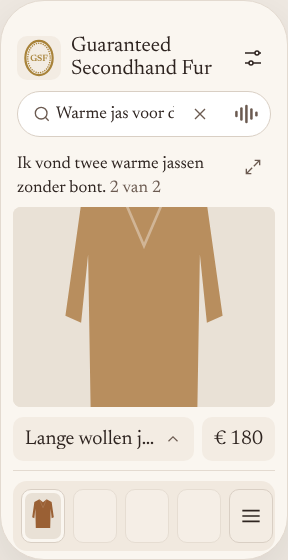 GSF
Guaranteed
Secondhand Fur
Warme jas voor d
Ik vond twee warme jassen
zonder bont. 2 van 2
Lange wollen j...
€ 180